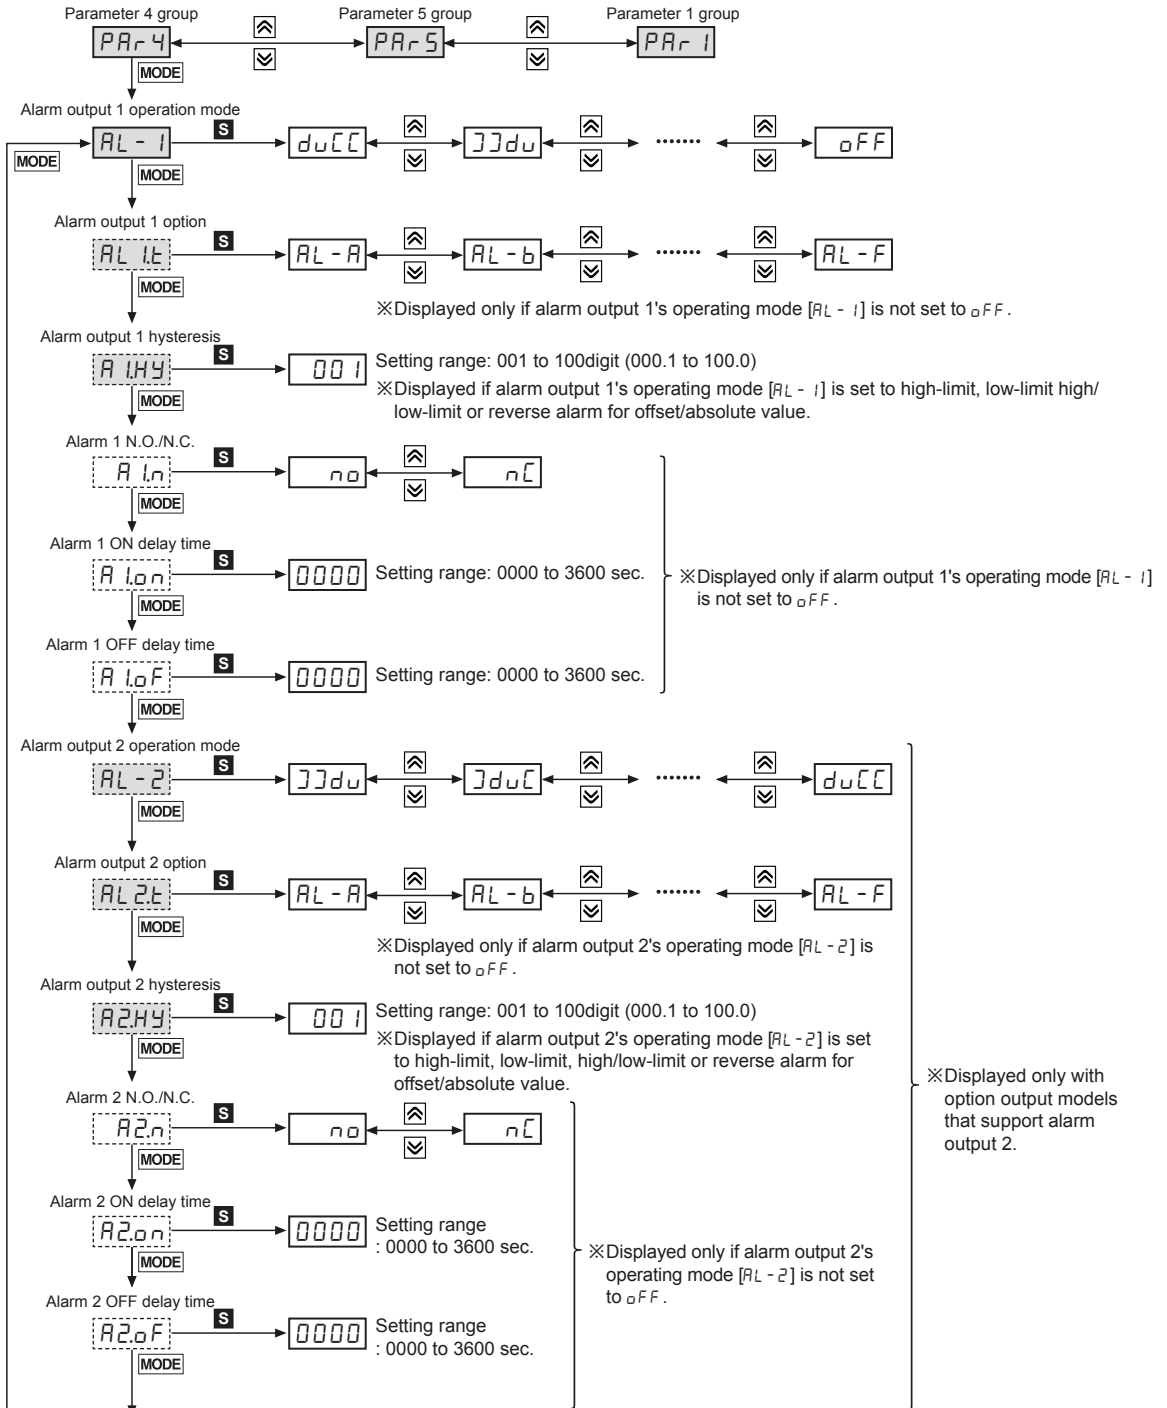 Parameter 4 group
Parameter 5 group
Parameter 1 group
PAr4
PAr5
PAr1
MODE
Alarm output 1 operation mode
MODE
AL-1
S
duCC
]]du
.......
oFF
MODE
Alarm output 1 option
AL1.t
S
AL-A
AL-b
.......
AL-F
MODE
※Displayed only if alarm output 1's operating mode [AL-1] is not set to oFF.
Alarm output 1 hysteresis
A1.HY
S
001
Setting range: 001 to 100digit (000.1 to 100.0)
MODE
※Displayed if alarm output 1's operating mode [AL-1] is set to high-limit, low-limit high/
low-limit or reverse alarm for offset/absolute value.
Alarm 1 N.O./N.C.
A1.n
S
no
nC
MODE
Alarm 1 ON delay time
A1.on
S
0000
Setting range: 0000 to 3600 sec.
※Displayed only if alarm output 1's operating mode [AL-1]
is not set to oFF.
MODE
Alarm 1 OFF delay time
A1.oF
S
0000
Setting range: 0000 to 3600 sec.
MODE
Alarm output 2 operation mode
AL-2
S
]]du
]duC
.......
duCC
MODE
Alarm output 2 option
AL2.t
S
AL-A
AL-b
.......
AL-F
MODE
※Displayed only if alarm output 2's operating mode [AL-2] is
not set to oFF.
Alarm output 2 hysteresis
A2.HY
S
001
Setting range: 001 to 100digit (000.1 to 100.0)
MODE
※Displayed if alarm output 2's operating mode [AL-2] is set
to high-limit, low-limit, high/low-limit or reverse alarm for
offset/absolute value.
※Displayed only with
option output models
that support alarm
output 2.
Alarm 2 N.O./N.C.
A2.n
S
no
nC
MODE
Alarm 2 ON delay time
A2.on
S
0000
Setting range
: 0000 to 3600 sec.
MODE
※Displayed only if alarm output 2's
operating mode [AL-2] is not set
to oFF.
Alarm 2 OFF delay time
A2.oF
S
0000
Setting range
: 0000 to 3600 sec.
MODE